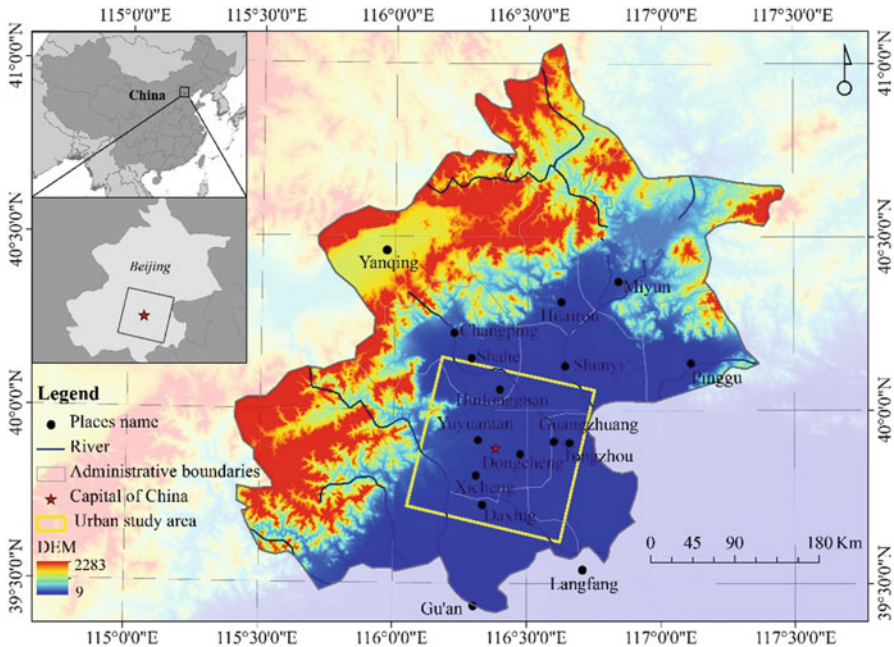 115°0'0"E 115°30'0"E 116°0'0"E 116°30'0"E 117°0'0"E 117°30'0"E
41°0'0"N
41°0'0"N
China
40°30'0"N
40°30'0"N
Beijing
Yanqing
Miyun
Huairou
Changping
Shahe
Shunyi
Pinggu
40°0'0"N
40°0'0"N
Huilongguan
Yuyuantan
Guangzhuang
Tongzhou
Dongcheng
Xicheng
Daxing
Langfang
Gu'an
39°30'0"N
39°30'0"N
Legend
Places name
River
Administrative boundaries
Capital of China
Urban study area
DEM
2283
9
0 45 90 180 Km
115°0'0"E 115°30'0"E 116°0'0"E 116°30'0"E 117°0'0"E 117°30'0"E